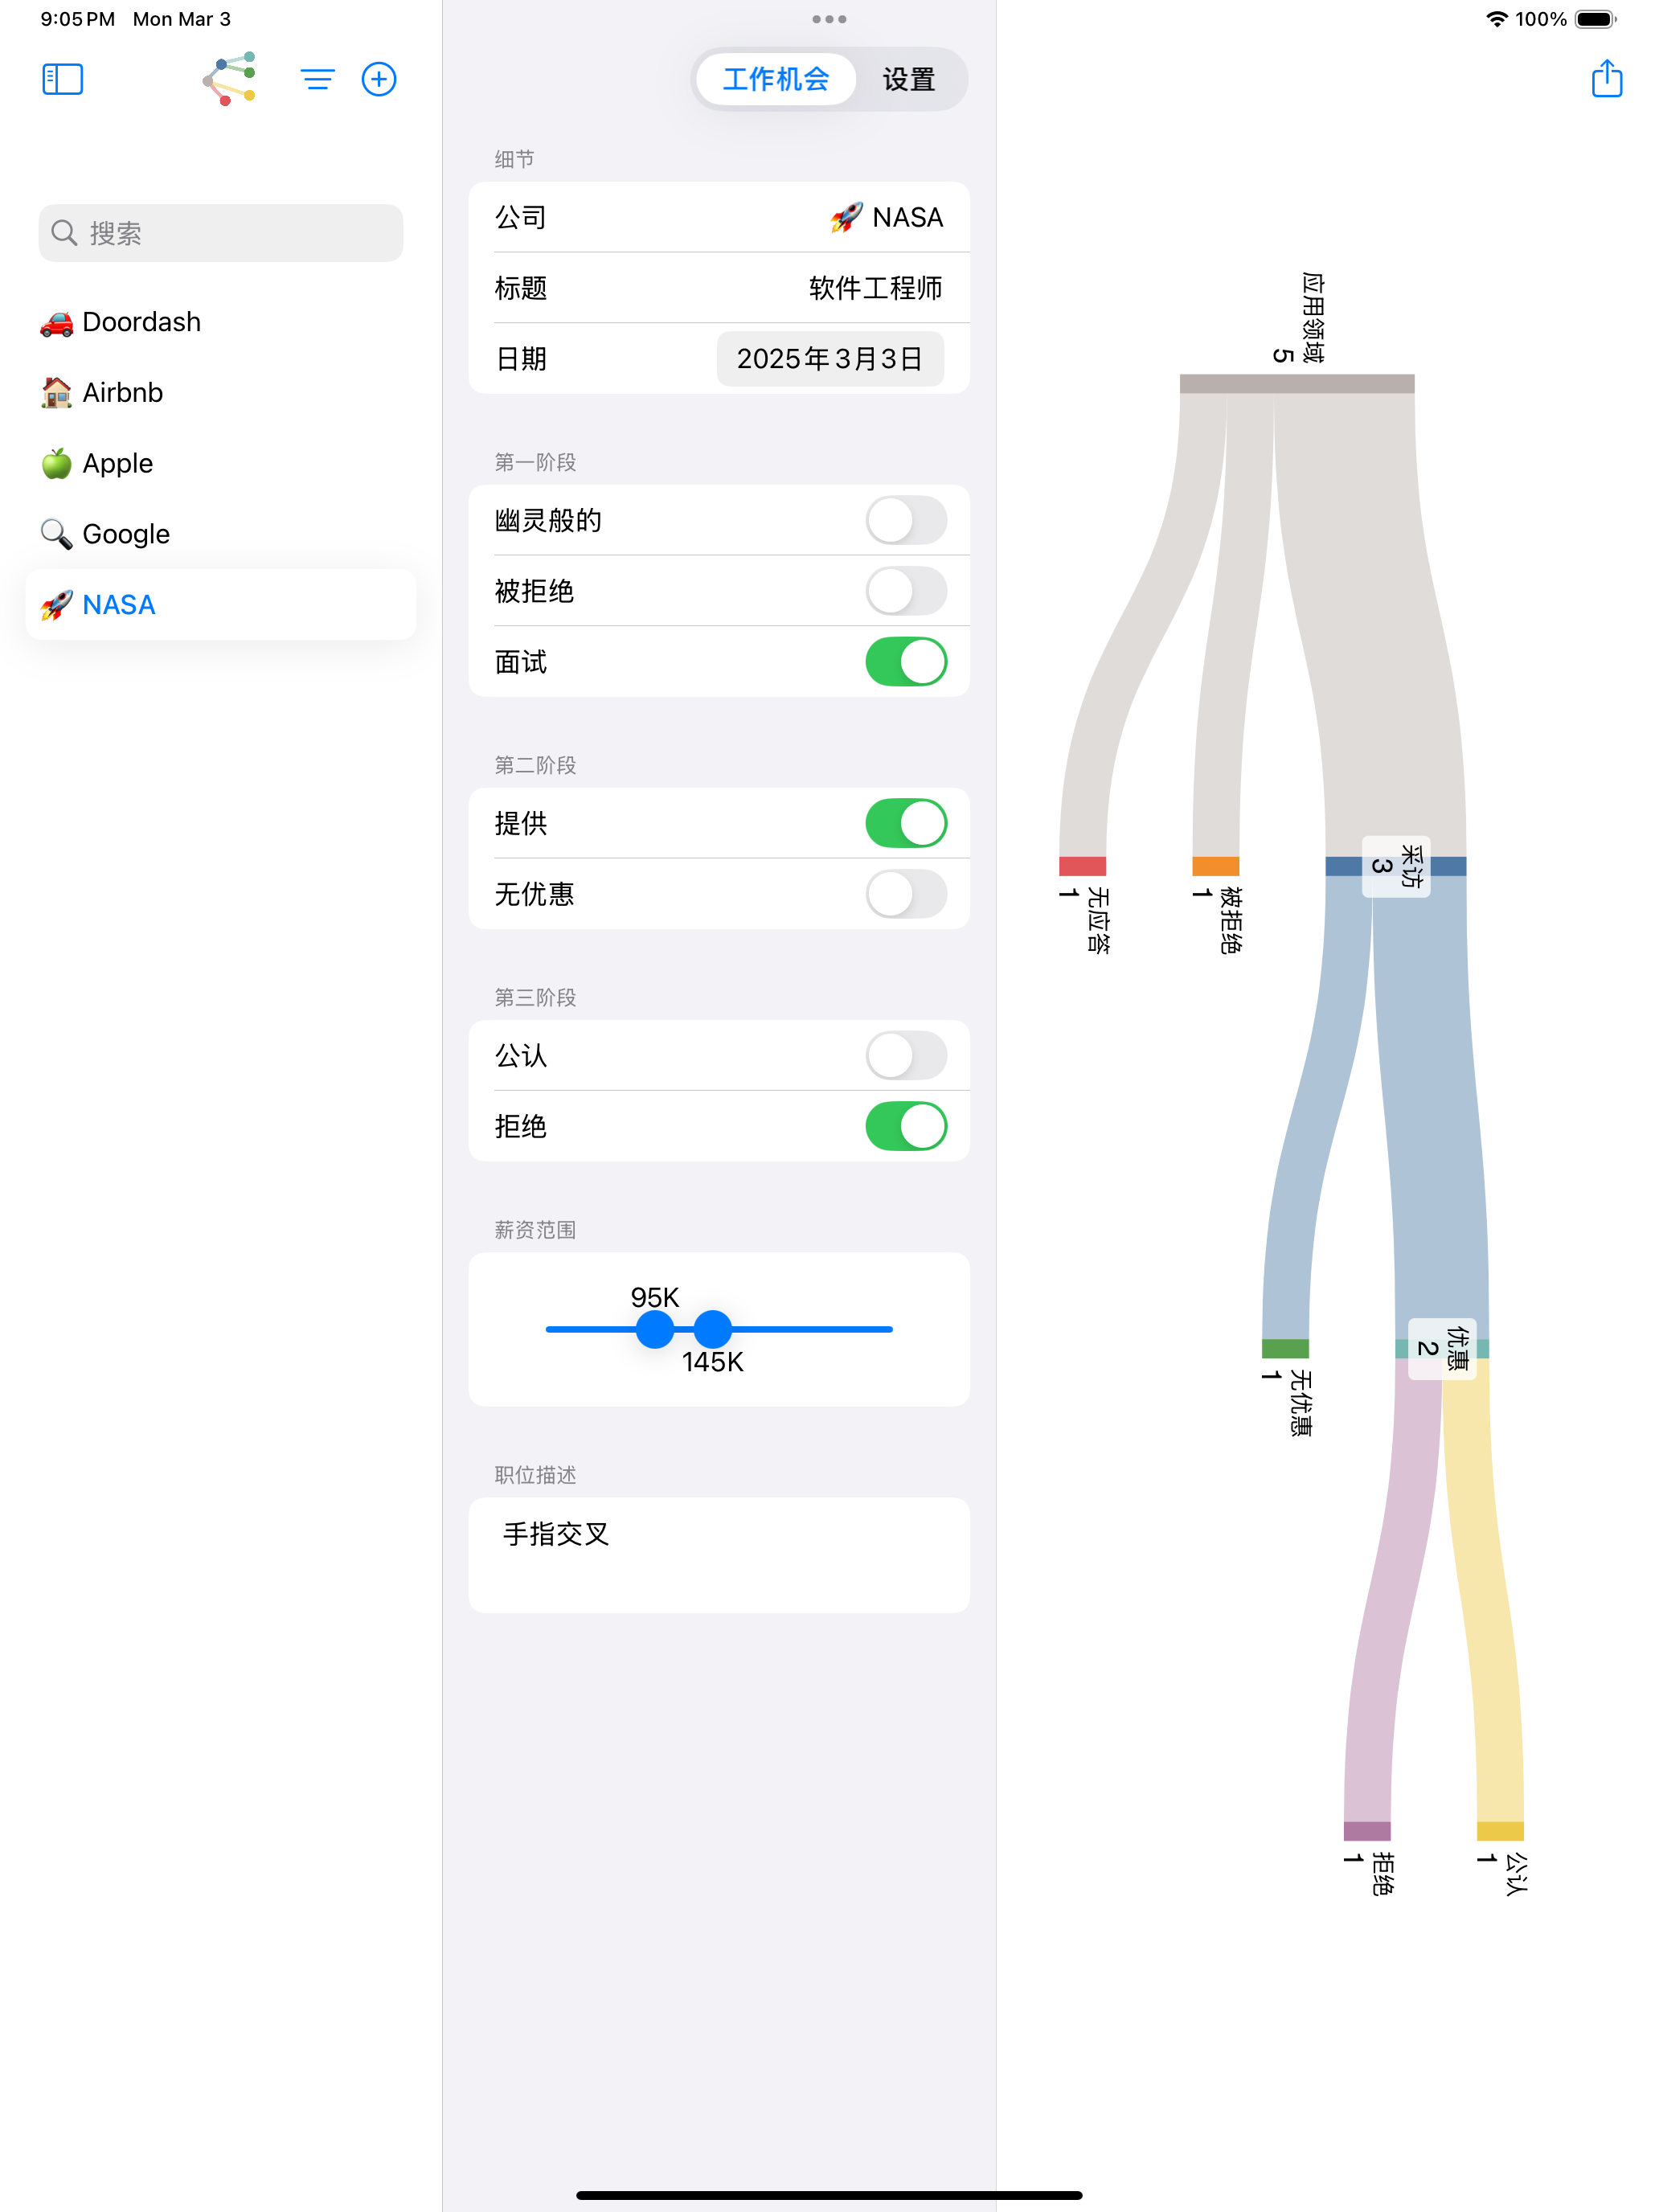 9:05 PM Mon Mar 3
100%
搜索
Doordash
Airbnb
Apple
Google
NASA
工作机会
设置
细节
公司
NASA
标题
软件工程师
日期
2025年3月3日
第一阶段
幽灵般的
被拒绝
面试
第二阶段
提供
无优惠
第三阶段
公认
拒绝
薪资范围
95K
145K
职位描述
手指交叉
应用领域
5
无应答
1
被拒绝
1
采访
3
无优惠
1
优惠
2
拒绝
1
公认
1